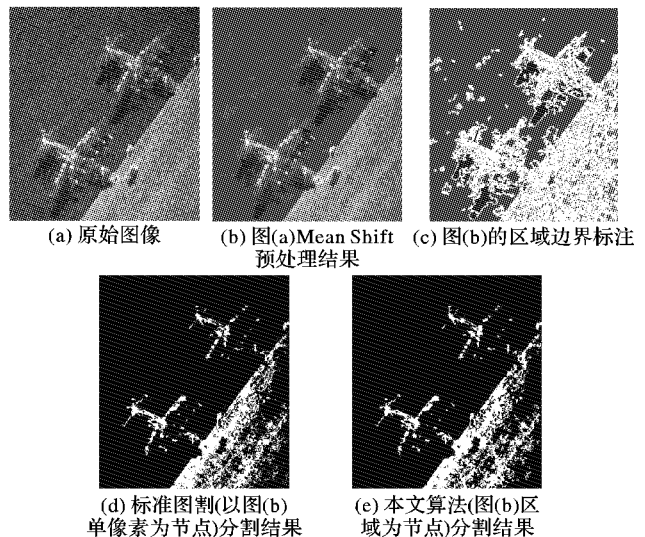 (a) 原始图像
(b) 图(a)Mean Shift
预处理结果
(c) 图(b)的区域边界标注
(d) 标准图割(以图(b)
单像素为节点)分割结果
(e) 本文算法(图(b)区
域为节点)分割结果